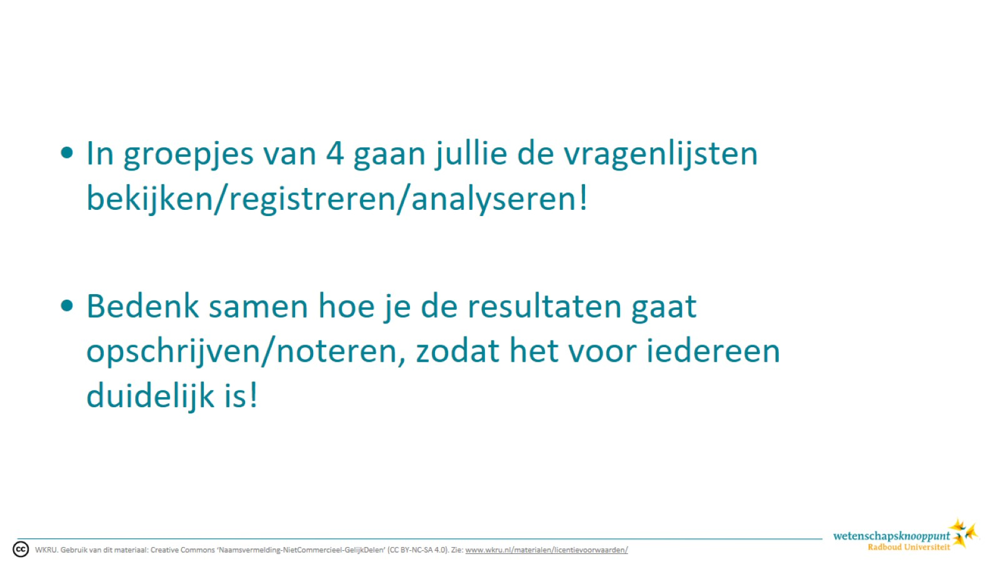 • In groepjes van 4 gaan jullie de vragenlijsten
bekijken/registreren/analyseren!
• Bedenk samen hoe je de resultaten gaat
opschrijven/noteren, zodat het voor iedereen
duidelijk is!
wetenschapsknooppunt
Radboud Universiteit
cc WKRU. Gebruik van dit materiaal: Creative Commons ‘Naamsvermelding-NietCommercieel-GelijkDelen’ (CC BY-NC-SA 4.0). Zie: www.wkru.nl/materialen/licentievoorwaarden/